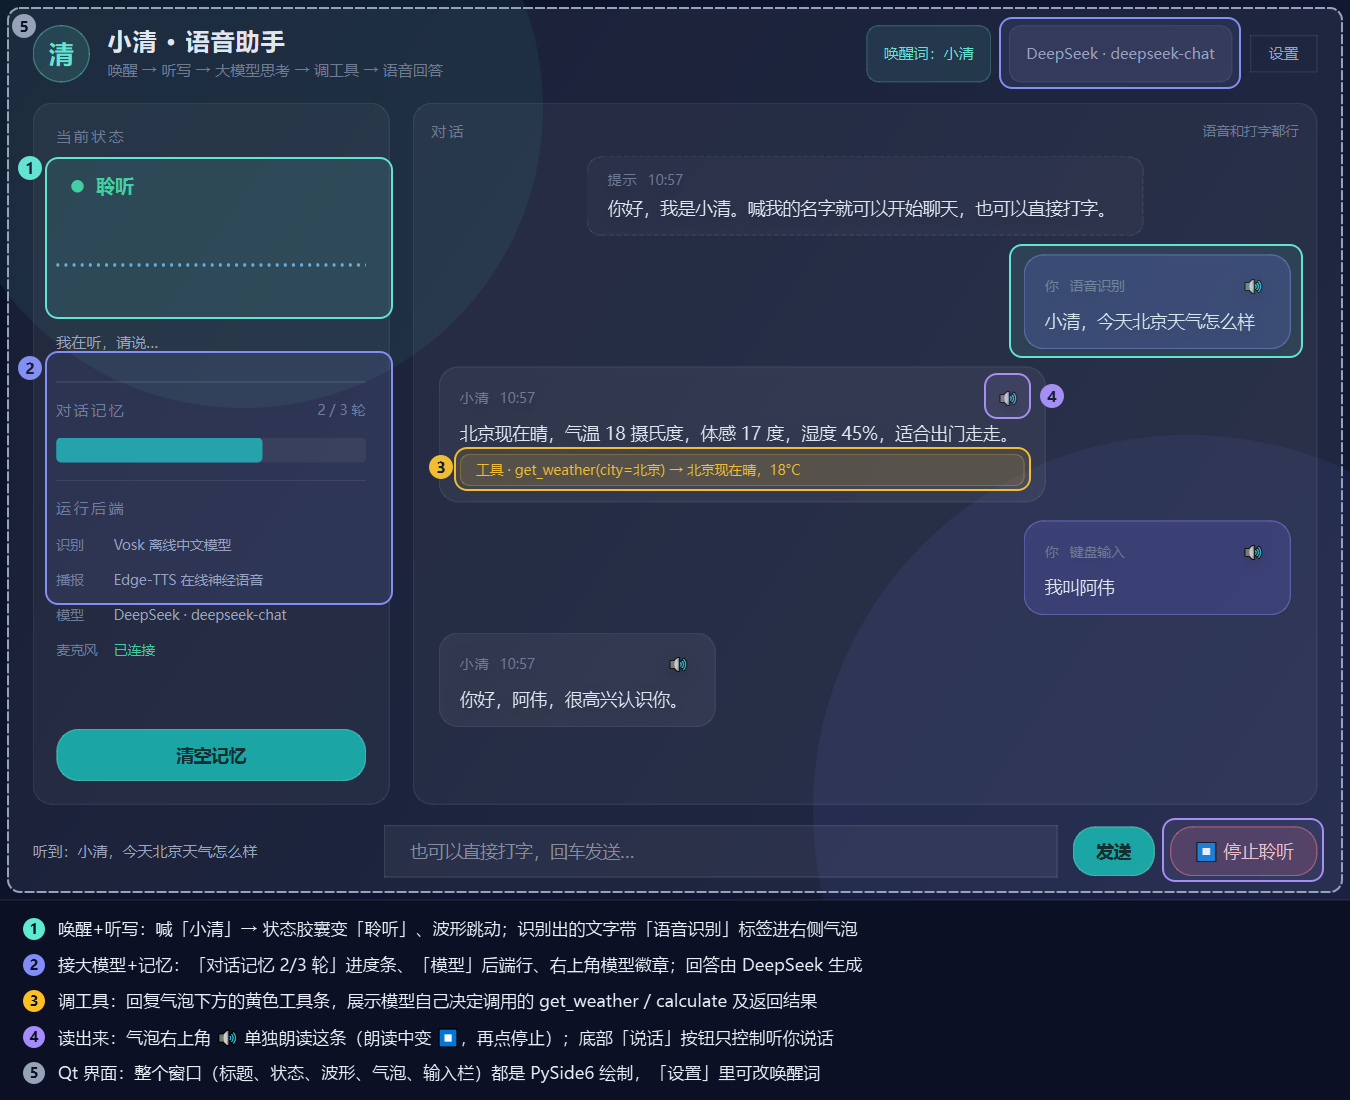 5
清
小清 · 语音助手
唤醒 → 听写 → 大模型思考 → 调工具 → 语音回答
唤醒词：小清
DeepSeek · deepseek-chat
设置
当前状态
1
聆听
我在听，请说...
2
对话记忆
2 / 3 轮
运行后端
识别 Vosk 离线中文模型
播报 Edge-TTS 在线神经语音
模型 DeepSeek · deepseek-chat
麦克风 已连接
清空记忆
对话
语音和打字都行
提示 10:57
你好，我是小清。喊我的名字就可以开始聊天，也可以直接打字。
你 语音识别
小清，今天北京天气怎么样
小清 10:57
4
北京现在晴，气温 18 摄氏度，体感 17 度，湿度 45%，适合出门走走。
3
工具 · get_weather(city=北京) → 北京现在晴，18°C
你 键盘输入
我叫阿伟
小清 10:57
你好，阿伟，很高兴认识你。
听到：小清，今天北京天气怎么样
也可以直接打字，回车发送...
发送
停止聆听
1 唤醒+听写：喊「小清」→ 状态胶囊变「聆听」、波形跳动；识别出的文字带「语音识别」标签进右侧气泡
2 接大模型+记忆：「对话记忆 2/3 轮」进度条、「模型」后端行、右上角模型徽章；回答由 DeepSeek 生成
3 调工具：回复气泡下方的黄色工具条，展示模型自己决定调用的 get_weather / calculate 及返回结果
4 读出来：气泡右上角 🔊 单独朗读这条（朗读中变 ⏹，再点停止）；底部「说话」按钮只控制听你说话
5 Qt 界面：整个窗口（标题、状态、波形、气泡、输入栏）都是 PySide6 绘制，「设置」里可改唤醒词